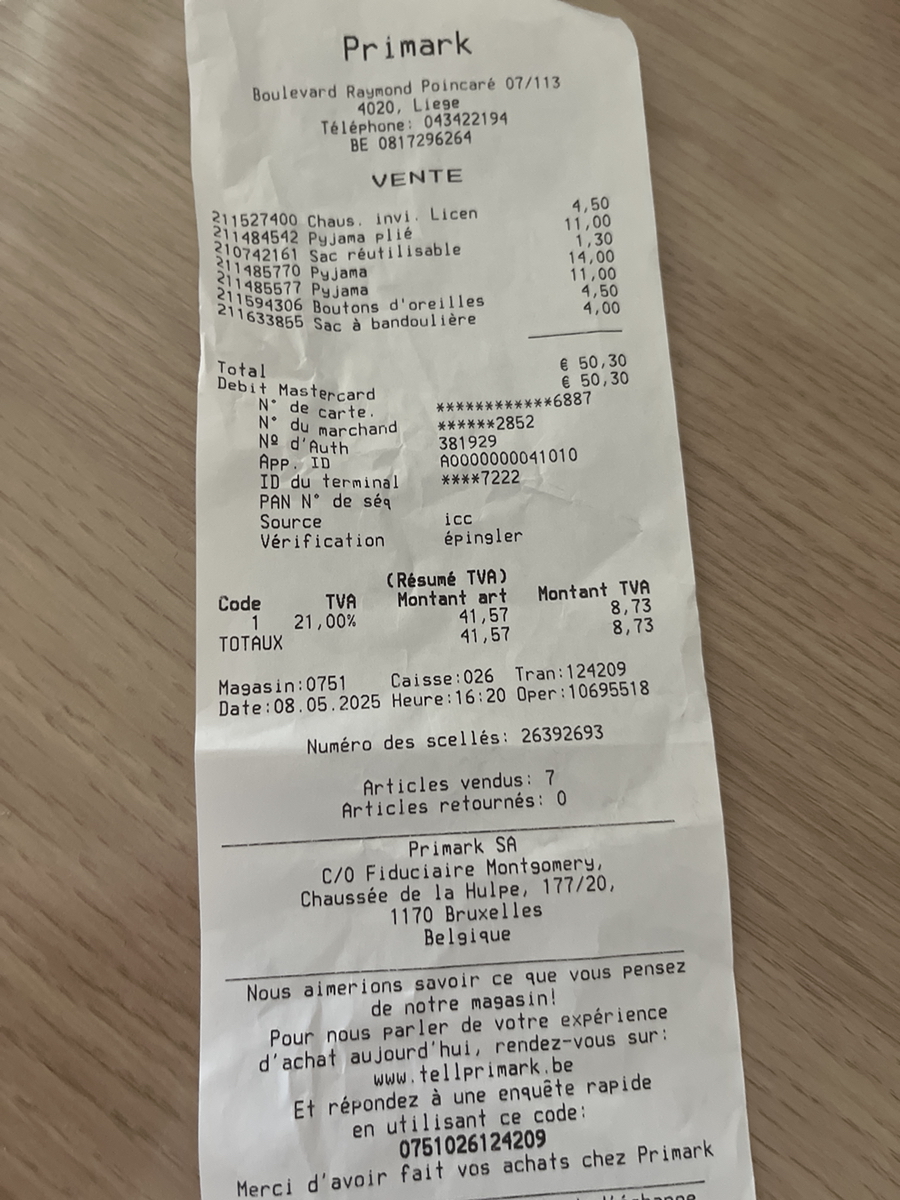 Primark
Boulevard Raymond Poincaré 07/113
4020, Liege
Téléphone: 043422194
BE 0817296264
VENTE
211527400 Chaus. invi. Licen 4,50
211484542 Pyjama plié 11,00
210742161 Sac réutilisable 1,30
211485770 Pyjama 14,00
211485577 Pyjama 11,00
211594306 Boutons d'oreilles 4,50
211633855 Sac à bandoulière 4,00
Total € 50,30
Debit Mastercard € 50,30
N° de carte. ************6887
N° du marchand ******2852
Nº d'Auth 381929
App. ID A0000000041010
ID du terminal ****7222
PAN N° de séq
Source icc
Vérification épingler
(Résumé TVA)
Code TVA Montant art Montant TVA
1 21,00% 41,57 8,73
TOTAUX 41,57 8,73
Magasin:0751 Caisse:026 Tran:124209
Date:08.05.2025 Heure:16:20 Oper:10695518
Numéro des scellés: 26392693
Articles vendus: 7
Articles retournés: 0
Primark SA
C/O Fiduciaire Montgomery,
Chaussée de la Hulpe, 177/20,
1170 Bruxelles
Belgique
Nous aimerions savoir ce que vous pensez
de notre magasin!
Pour nous parler de votre expérience
d'achat aujourd'hui, rendez-vous sur:
www.tellprimark.be
Et répondez à une enquête rapide
en utilisant ce code:
0751026124209
Merci d'avoir fait vos achats chez Primark